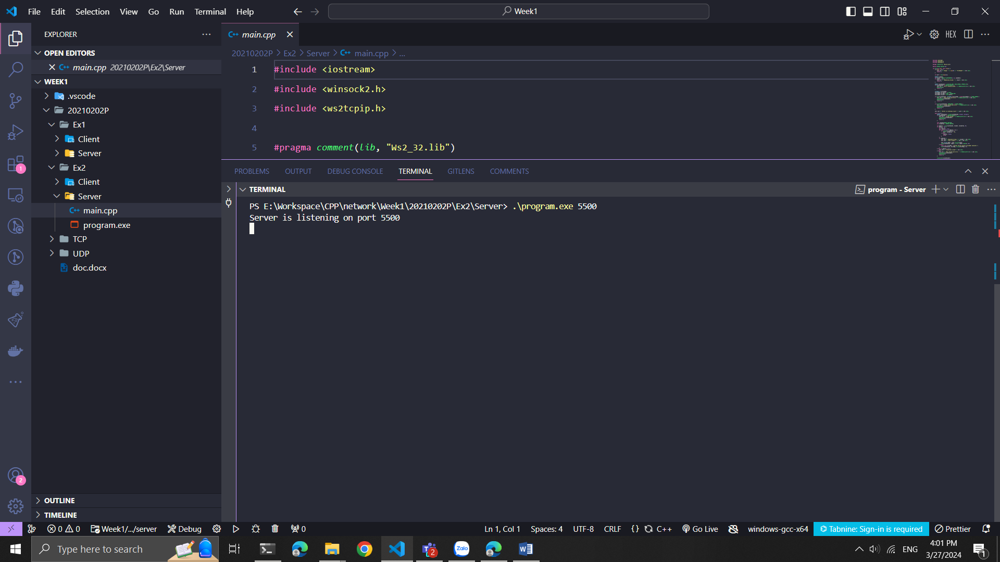 File Edit Selection View Go Run Terminal Help
Week1
EXPLORER
OPEN EDITORS
main.cpp 20210202P\Ex2\Server
WEEK1
.vscode
20210202P
Ex1
Client
Server
Ex2
Client
Server
main.cpp
program.exe
TCP
UDP
doc.docx
OUTLINE
TIMELINE
1
2
main.cpp
HEX
20210202P > Ex2 > Server > main.cpp > ...
1 #include <iostream>
2 #include <winsock2.h>
3 #include <ws2tcpip.h>
4
5 #pragma comment(lib, "Ws2_32.lib")
PROBLEMS OUTPUT DEBUG CONSOLE TERMINAL GITLENS COMMENTS
TERMINAL
program - Server
PS E:\Workspace\CPP\network\Week1\20210202P\Ex2\Server> .\program.exe 5500
Server is listening on port 5500
0 0 Week1/.../server Debug 0 Ln 1, Col 1 Spaces: 4 UTF-8 CRLF {} C++ Go Live windows-gcc-x64 Tabnine: Sign-in is required Prettier
Type here to search
2
Zalo
ENG
4:01 PM
3/27/2024
1